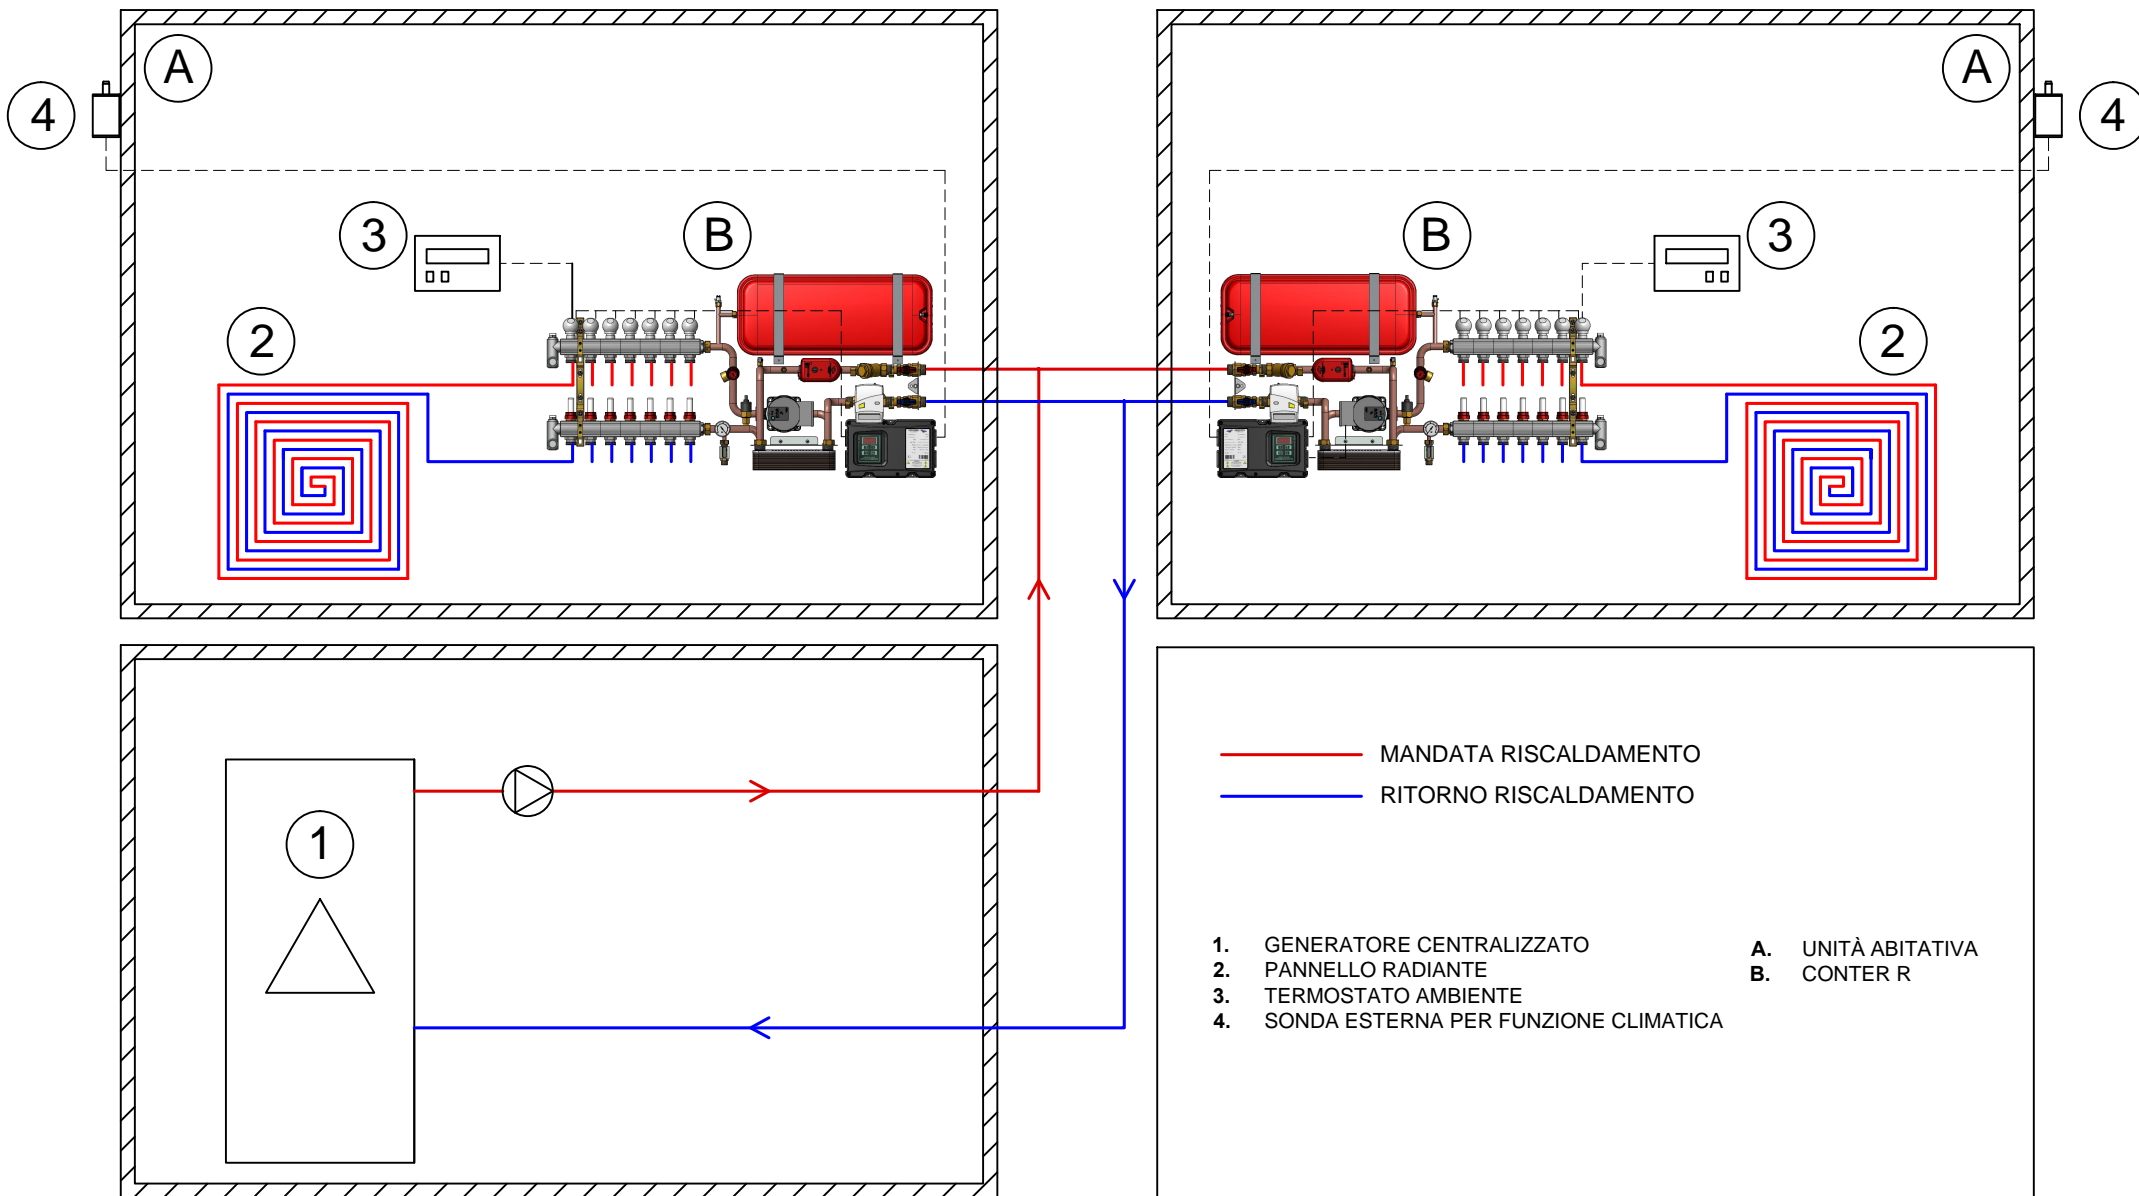 A
A
4
4
3
B
B
3
2
2
1
MANDATA RISCALDAMENTO
RITORNO RISCALDAMENTO
1. GENERATORE CENTRALIZZATO
2. PANNELLO RADIANTE
3. TERMOSTATO AMBIENTE
4. SONDA ESTERNA PER FUNZIONE CLIMATICA
A. UNITÀ ABITATIVA
B. CONTER R